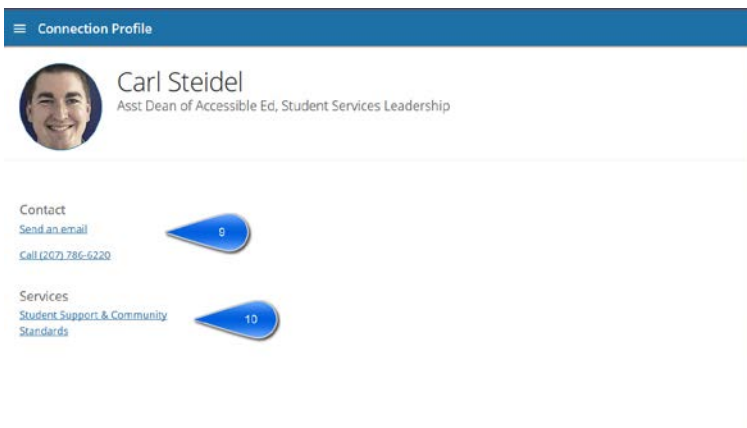 Connection Profile
Carl Steidel
Asst Dean of Accessible Ed, Student Services Leadership
Contact
Send an email
9
Call (207) 786-6220
Services
Student Support & Community
Standards
10